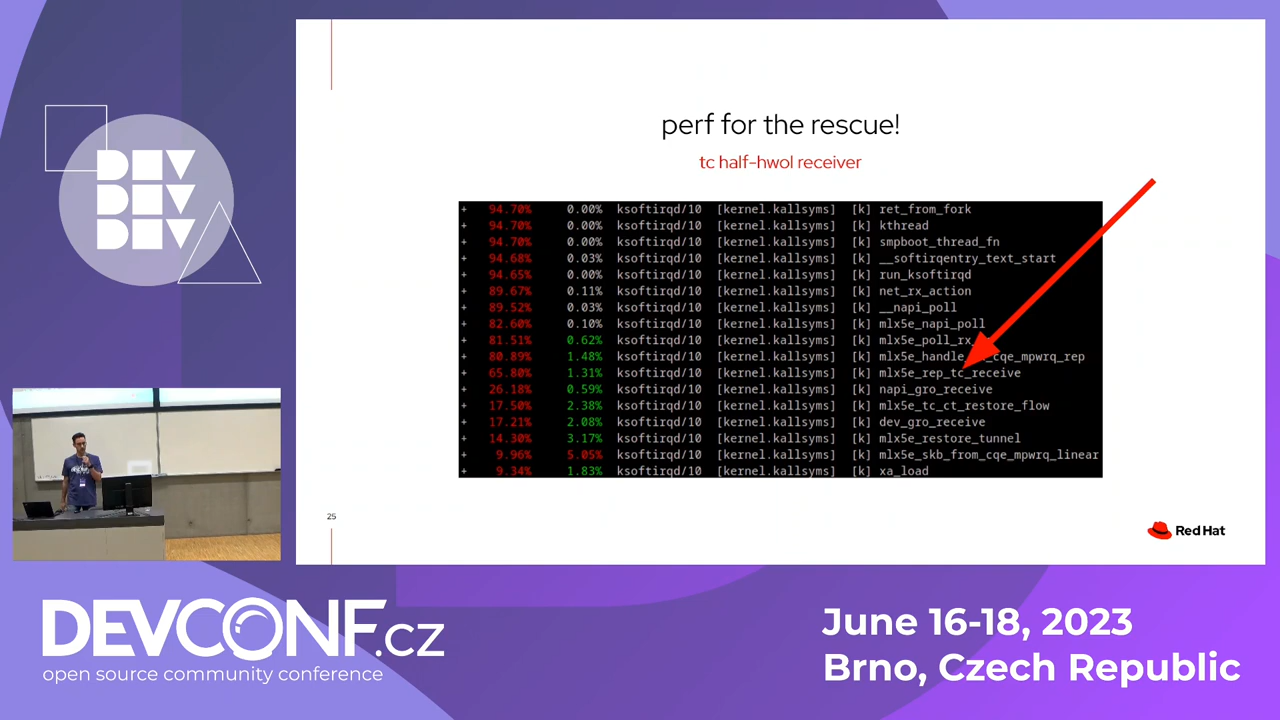 DEV
DEV
DEV
perf for the rescue!
tc half-hwol receiver
+ 94.70% 0.00% ksoftirqd/10 [kernel.kallsyms] [k] ret_from_fork
+ 94.70% 0.00% ksoftirqd/10 [kernel.kallsyms] [k] kthread
+ 94.70% 0.00% ksoftirqd/10 [kernel.kallsyms] [k] smpboot_thread_fn
+ 94.68% 0.03% ksoftirqd/10 [kernel.kallsyms] [k] __softirqentry_text_start
+ 94.65% 0.00% ksoftirqd/10 [kernel.kallsyms] [k] run_ksoftirqd
+ 89.67% 0.11% ksoftirqd/10 [kernel.kallsyms] [k] net_rx_action
+ 89.52% 0.03% ksoftirqd/10 [kernel.kallsyms] [k] __napi_poll
+ 82.60% 0.10% ksoftirqd/10 [kernel.kallsyms] [k] mlx5e_napi_poll
+ 81.51% 0.62% ksoftirqd/10 [kernel.kallsyms] [k] mlx5e_poll_rx_
+ 80.89% 1.48% ksoftirqd/10 [kernel.kallsyms] [k] mlx5e_handle_ _cqe_mpwrq_rep
+ 65.80% 1.31% ksoftirqd/10 [kernel.kallsyms] [k] mlx5e_rep_tc_receive
+ 26.18% 0.59% ksoftirqd/10 [kernel.kallsyms] [k] napi_gro_receive
+ 17.50% 2.38% ksoftirqd/10 [kernel.kallsyms] [k] mlx5e_tc_ct_restore_flow
+ 17.21% 2.08% ksoftirqd/10 [kernel.kallsyms] [k] dev_gro_receive
+ 14.30% 3.17% ksoftirqd/10 [kernel.kallsyms] [k] mlx5e_restore_tunnel
+ 9.96% 5.05% ksoftirqd/10 [kernel.kallsyms] [k] mlx5e_skb_from_cqe_mpwrq_linear
+ 9.34% 1.83% ksoftirqd/10 [kernel.kallsyms] [k] xa_load
25
Red Hat
DEVCONF.cz
open source community conference
June 16-18, 2023
Brno, Czech Republic